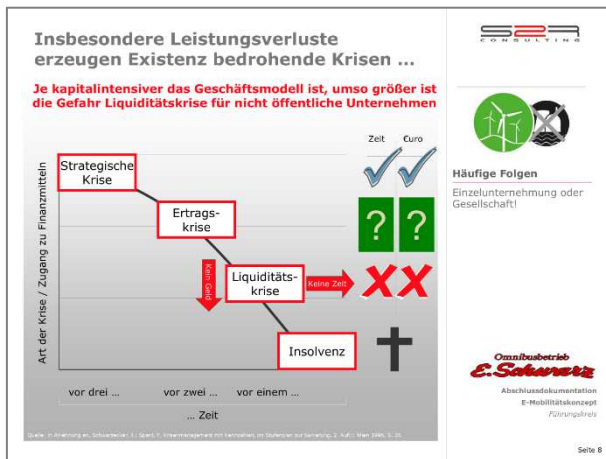 Insbesondere Leistungsverluste
erzeugen Existenz bedrohende Krisen ...
Je kapitalintensiver das Geschäftsmodell ist, umso größer ist
die Gefahr Liquiditätskrise für nicht öffentliche Unternehmen
Art der Krise / Zugang zu Finanzmitteln
Zeit €uro
Strategische
Krise
Ertrags-
krise
? ?
Kein Geld
Liquiditäts-
krise
Keine Zeit
XX
Insolvenz
vor drei ... vor zwei ... vor einem ...
... Zeit
S2R
CONSULTING
Häufige Folgen
Einzelunternehmung oder
Gesellschaft!
Omnibusbetrieb
E.Schwarz
Abschlussdokumentation
E-Mobilitätskonzept
Führungskreis
Seite 8